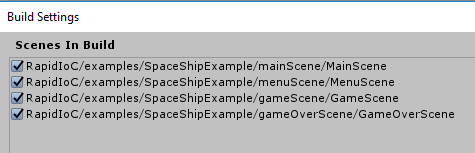 Build Settings
Scenes In Build
RapidIoC/examples/SpaceShipExample/mainScene/MainScene
RapidIoC/examples/SpaceShipExample/menuScene/MenuScene
RapidIoC/examples/SpaceShipExample/gameScene/GameScene
RapidIoC/examples/SpaceShipExample/gameOverScene/GameOverScene